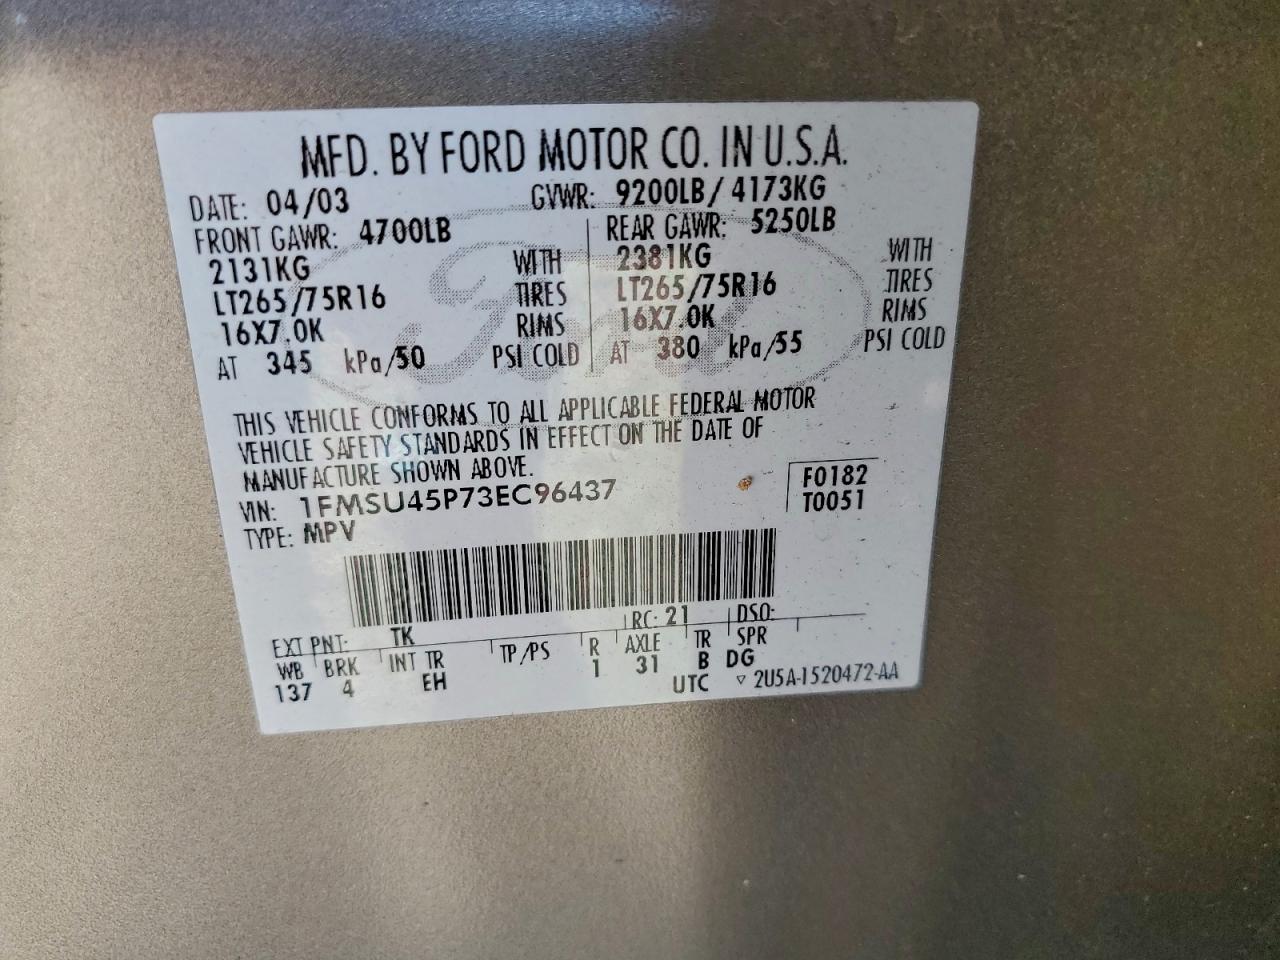 MFD. BY FORD MOTOR CO. IN U.S.A.
DATE: 04/03 GVWR: 9200LB/ 4173KG
FRONT GAWR: 4700LB REAR GAWR: 5250LB
2131KG WITH 2381KG WITH
LT265/75R16 TIRES LT265/75R16 TIRES
16X7.0K RIMS 16X7.0K RIMS
AT 345 kPa/50 PSI COLD AT 380 kPa/55 PSI COLD
Ford
THIS VEHICLE CONFORMS TO ALL APPLICABLE FEDERAL MOTOR
VEHICLE SAFETY STANDARDS IN EFFECT ON THE DATE OF
MANUFACTURE SHOWN ABOVE.
VIN: 1FMSU45P73EC96437 F0182
TYPE: MPV T0051
EXT PNT: TK RC: 21 DSO:
WB BRK INT TR TP/PS R AXLE TR SPR
137 4 EH 1 31 B DG
UTC ▽ 2U5A-1520472-AA